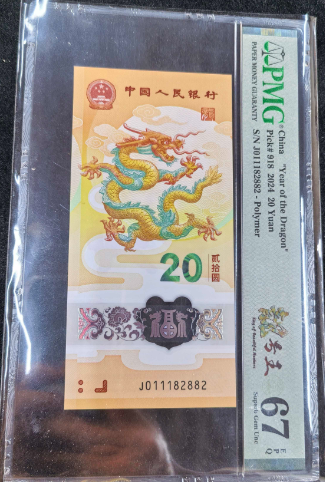 中国人民银行
20
贰拾圆
J011182882
PMG
PAPER MONEY GUARANTY
China "Year of the Dragon"
Pick# 918 2024 20 Yuan
S/N J011182882 - Polymer
67
EPQ
Superb Gem Unc